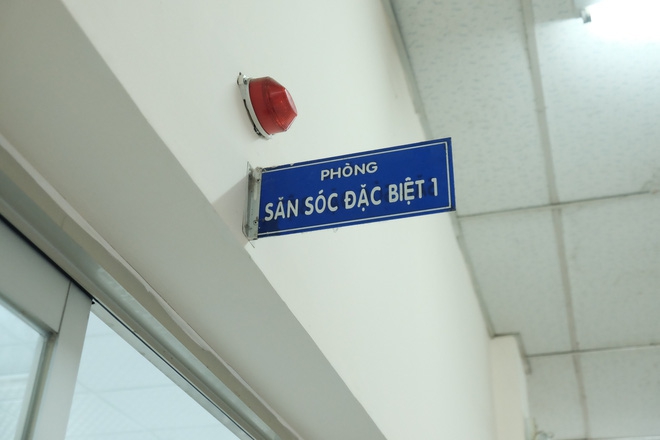 PHÒNG
SĂN SÓC ĐẶC BIỆT 1